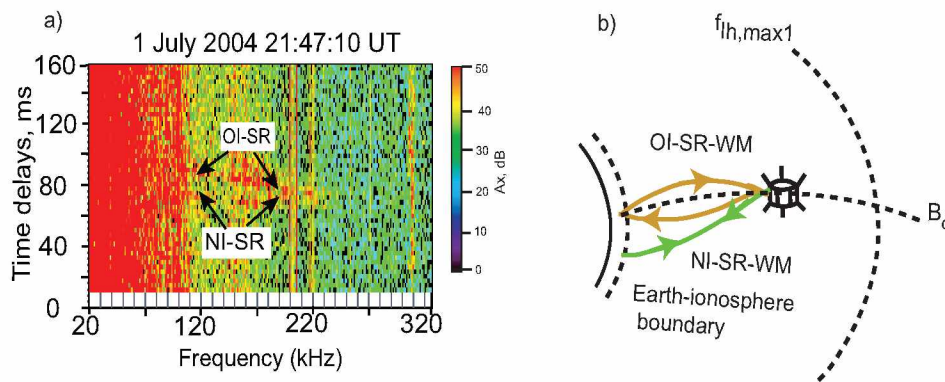 a)
1 July 2004 21:47:10 UT
160
120
80
40
0
Time delays, ms
OI-SR
NI-SR
20
120
220
320
Frequency (kHz)
50
40
30
20
10
0
Ax, dB
b)
flh,max1
OI-SR-WM
NI-SR-WM
Earth-ionosphere
boundary